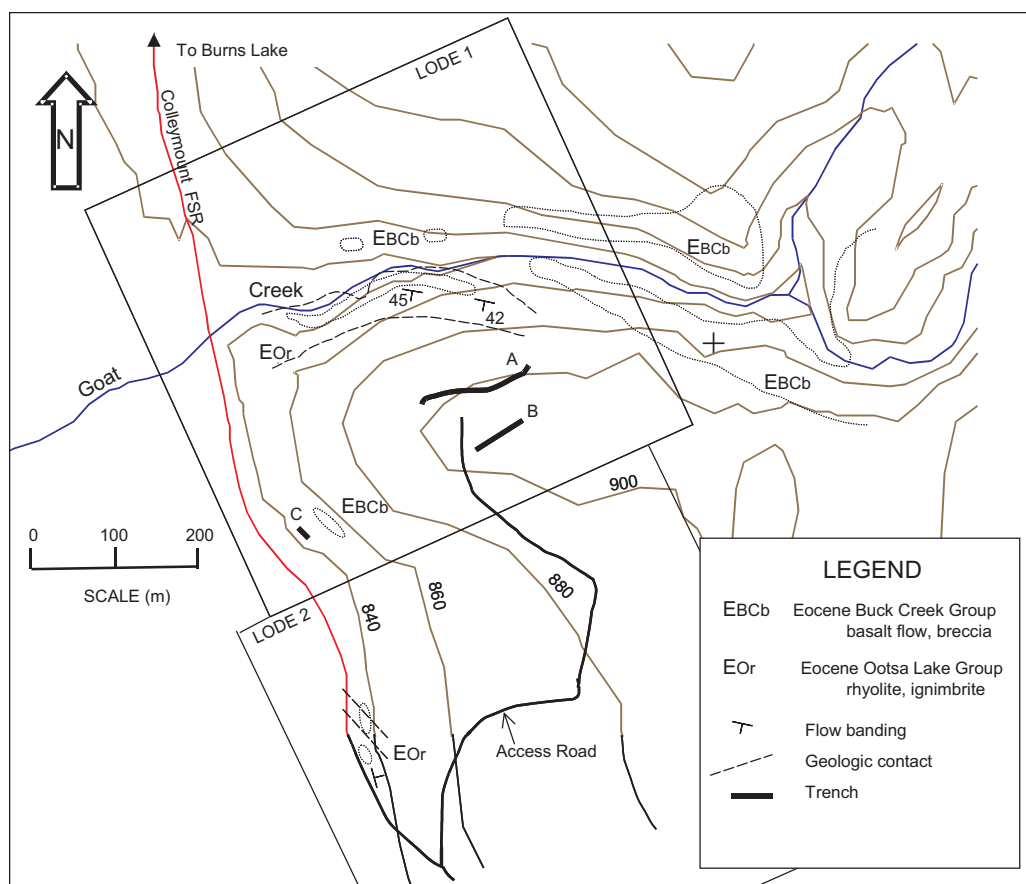 To Burns Lake
LODE 1
N
Colleymount FSR
EBCb
EBCb
Creek
45
42
EOr
Goat
A
EBCb
B
900
EBCb
C
0 100 200
SCALE (m)
880
860
840
LODE 2
EOr
Access Road
LEGEND
EBCb Eocene Buck Creek Group
basalt flow, breccia
EOr Eocene Ootsa Lake Group
rhyolite, ignimbrite
Flow banding
Geologic contact
Trench